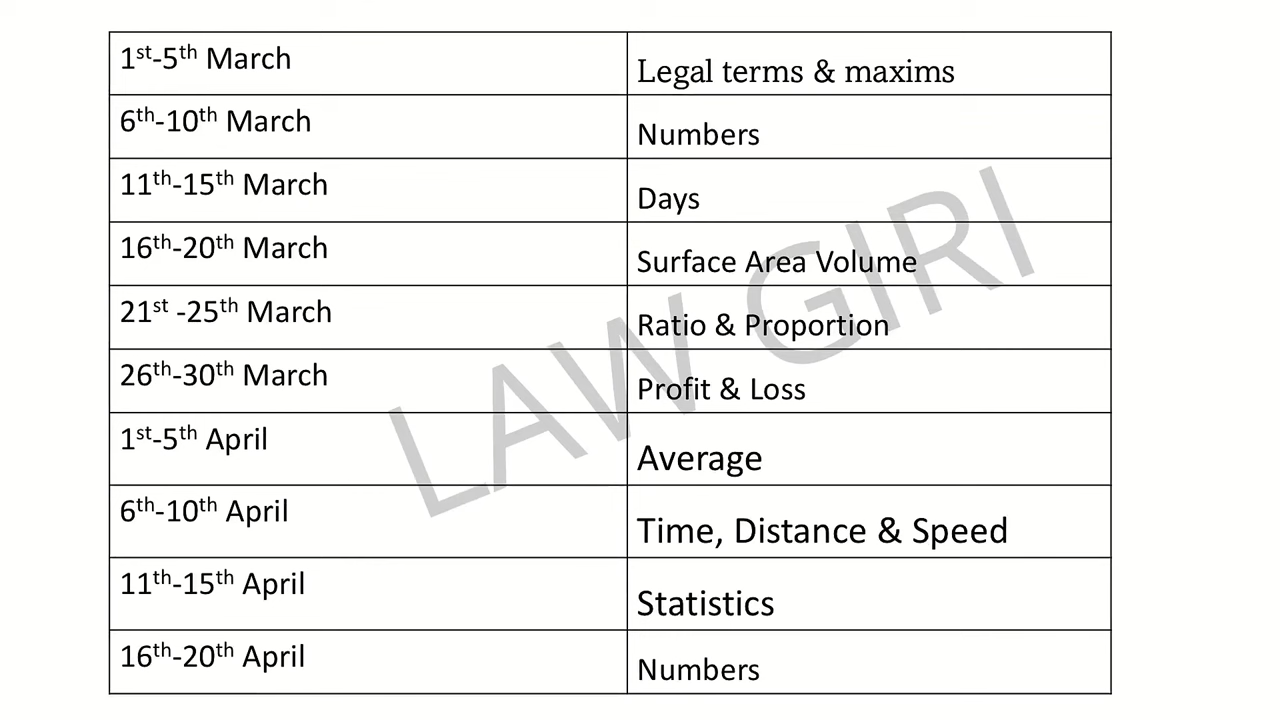 1st-5th March Legal terms & maxims
6th-10th March Numbers
11th-15th March Days
16th-20th March Surface Area Volume
21st -25th March Ratio & Proportion
26th-30th March Profit & Loss
1st-5th April Average
6th-10th April Time, Distance & Speed
11th-15th April Statistics
16th-20th April Numbers
LAW GIRI